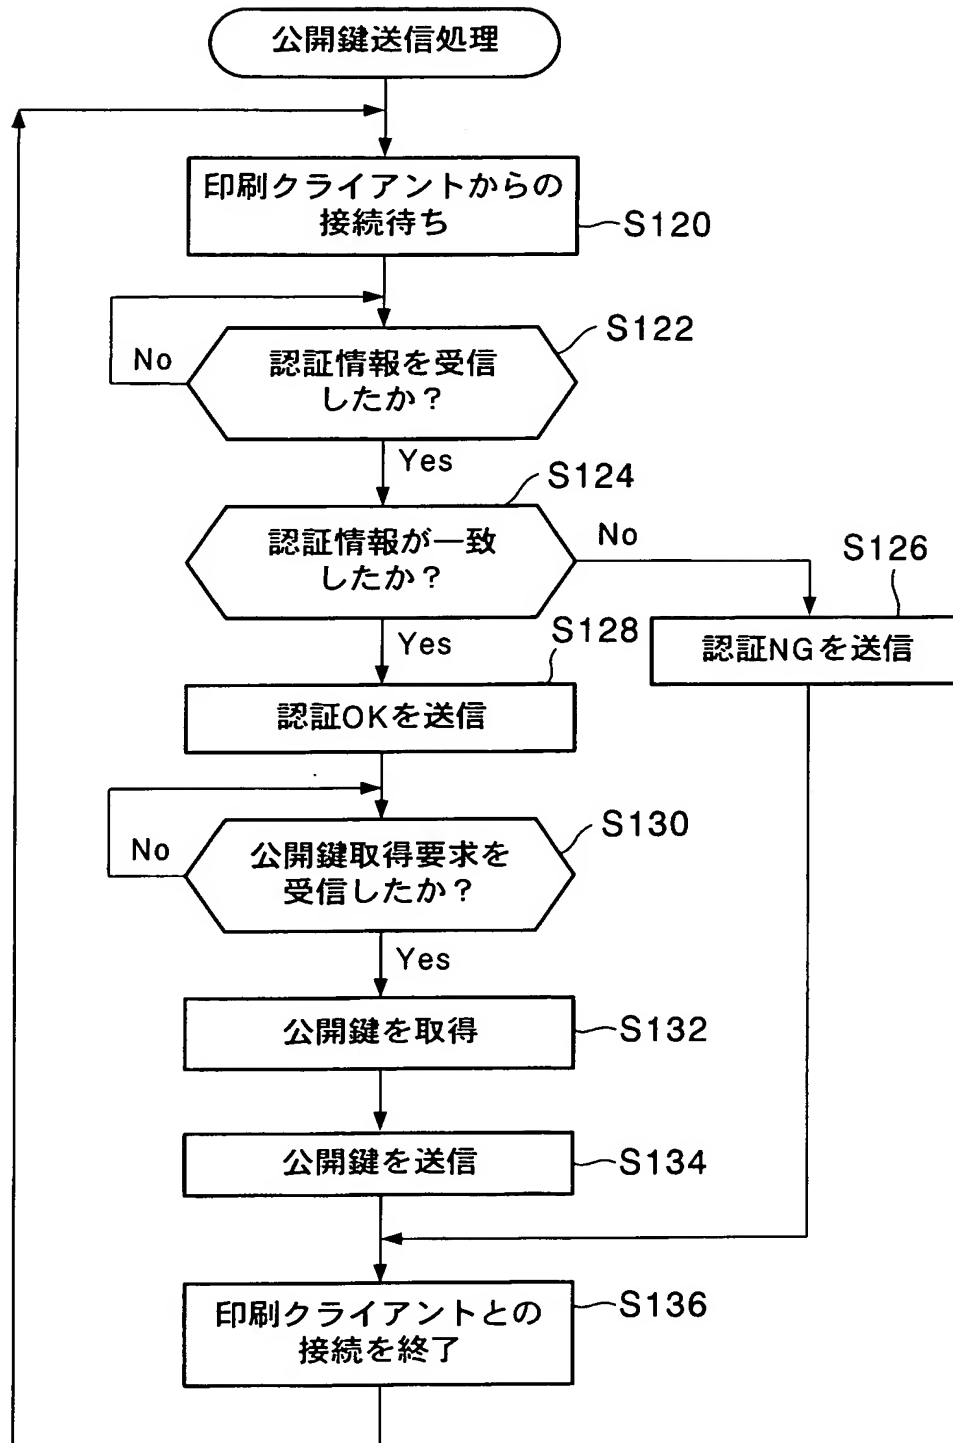 公開鍵送信処理
印刷クライアントからの
接続待ち
S120
S122
認証情報を受信
したか？
No
Yes
S124
認証情報が一致
したか？
No
S126
認証NGを送信
Yes
S128
認証OKを送信
S130
公開鍵取得要求を
受信したか？
No
Yes
公開鍵を取得
S132
公開鍵を送信
S134
印刷クライアントとの
接続を終了
S136